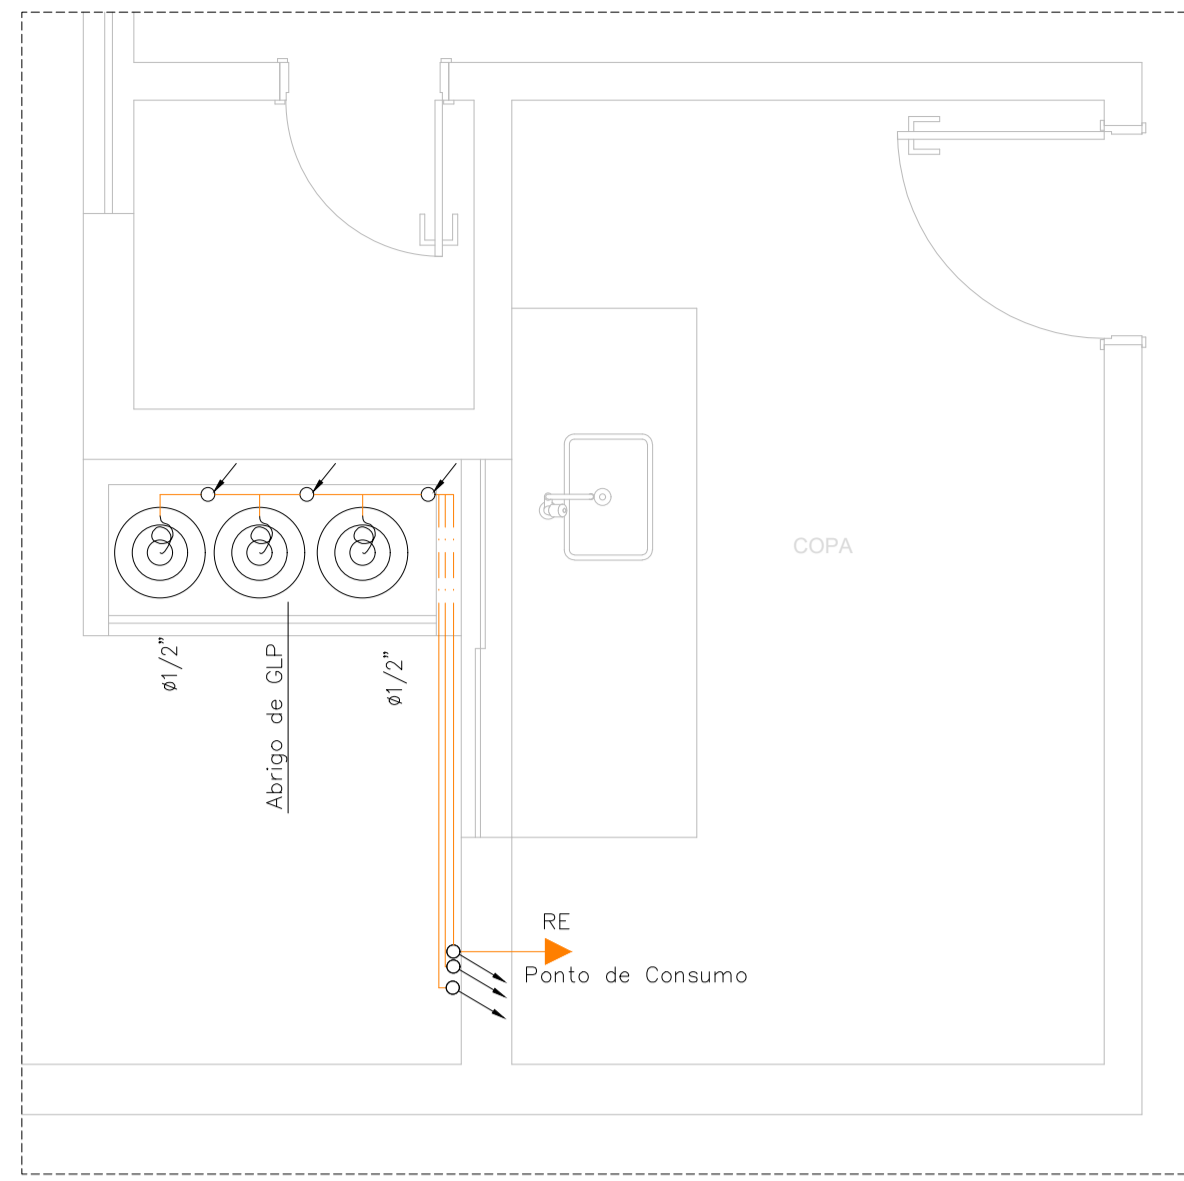 COPA
ø1/2"
Abrigo de GLP
ø1/2"
RE
Ponto de Consumo